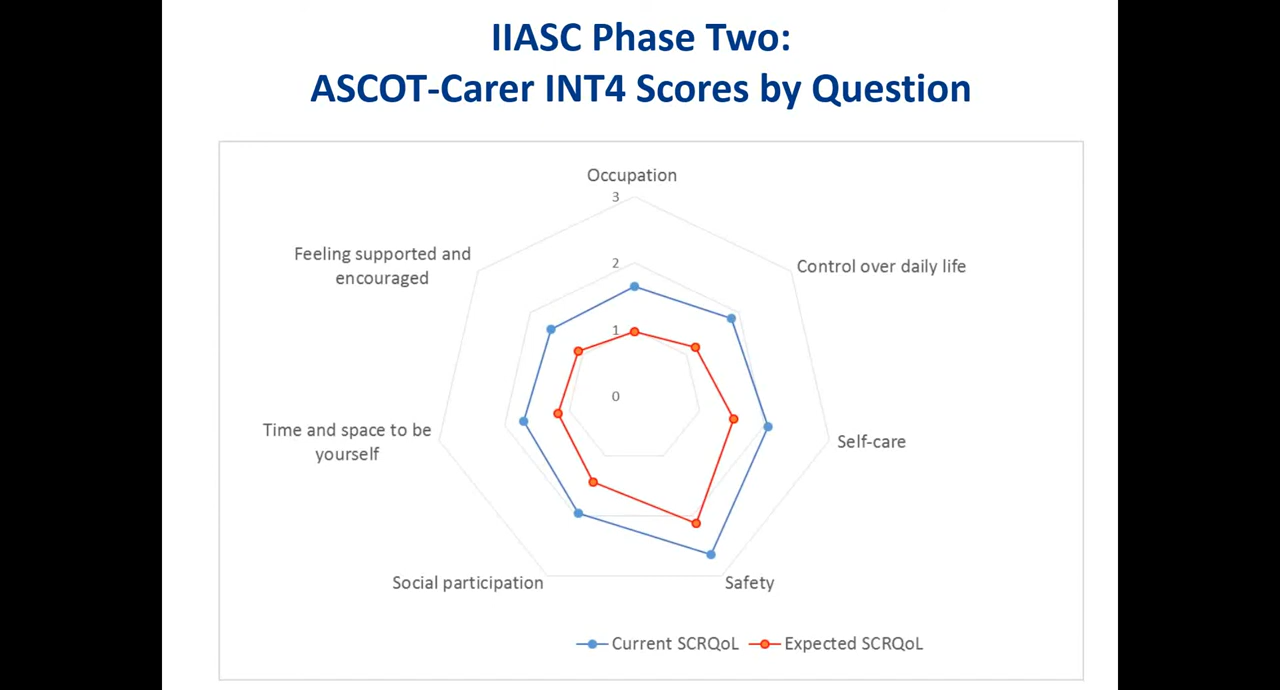 IIASC Phase Two:
ASCOT-Carer INT4 Scores by Question
Occupation
3
Feeling supported and
encouraged
2
Control over daily life
1
0
Time and space to be
yourself
Self-care
Social participation
Safety
Current SCRQoL
Expected SCRQoL